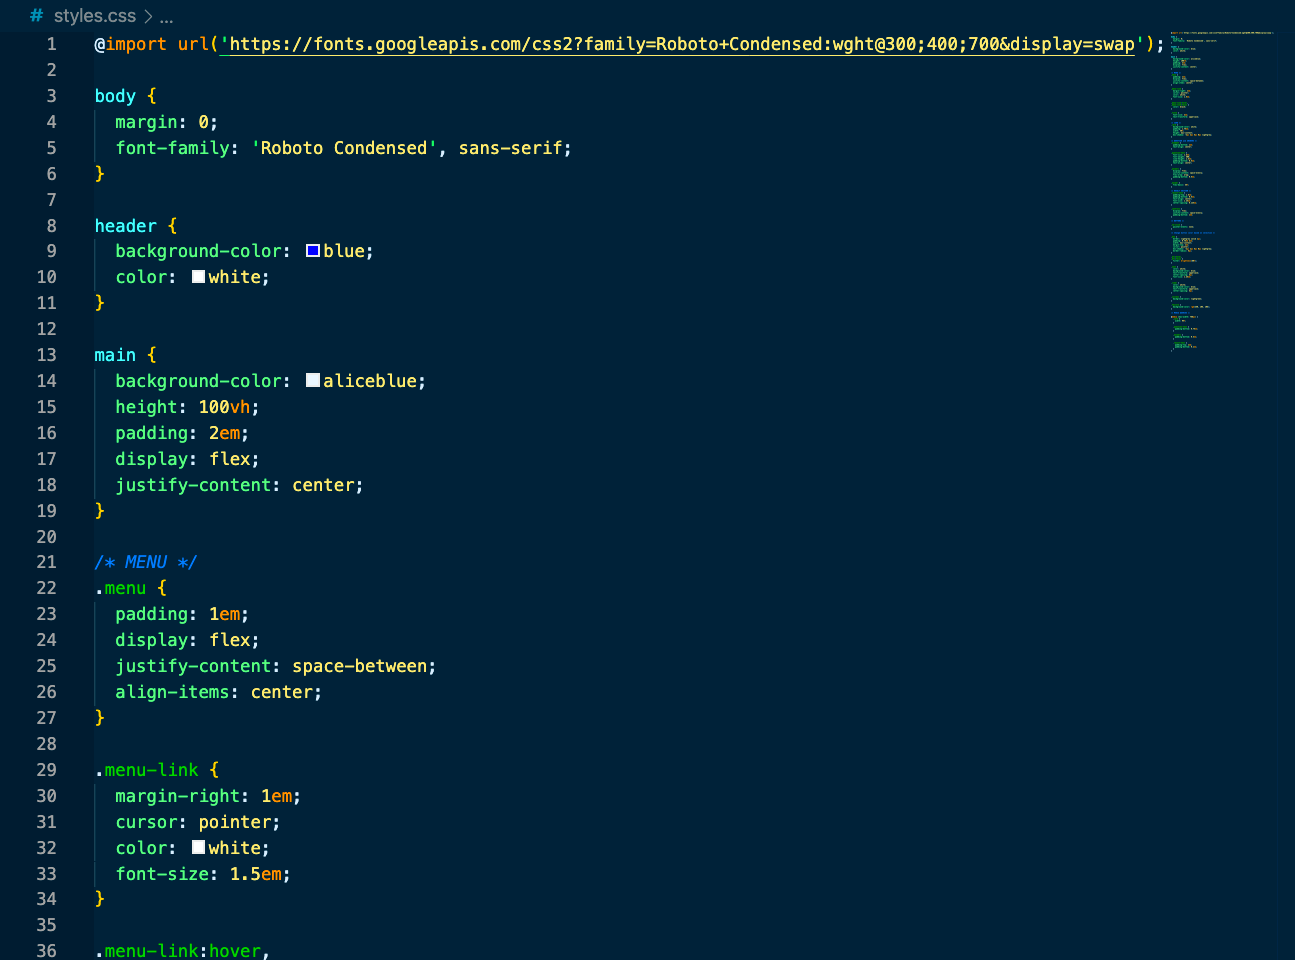 # styles.css > ...
1 @import url('https://fonts.googleapis.com/css2?family=Roboto+Condensed:wght@300;400;700&display=swap');
2
3 body {
4   margin: 0;
5   font-family: 'Roboto Condensed', sans-serif;
6 }
7
8 header {
9   background-color: blue;
10   color: white;
11 }
12
13 main {
14   background-color: aliceblue;
15   height: 100vh;
16   padding: 2em;
17   display: flex;
18   justify-content: center;
19 }
20
21 /* MENU */
22 .menu {
23   padding: 1em;
24   display: flex;
25   justify-content: space-between;
26   align-items: center;
27 }
28
29 .menu-link {
30   margin-right: 1em;
31   cursor: pointer;
32   color: white;
33   font-size: 1.5em;
34 }
35
36 .menu-link:hover,